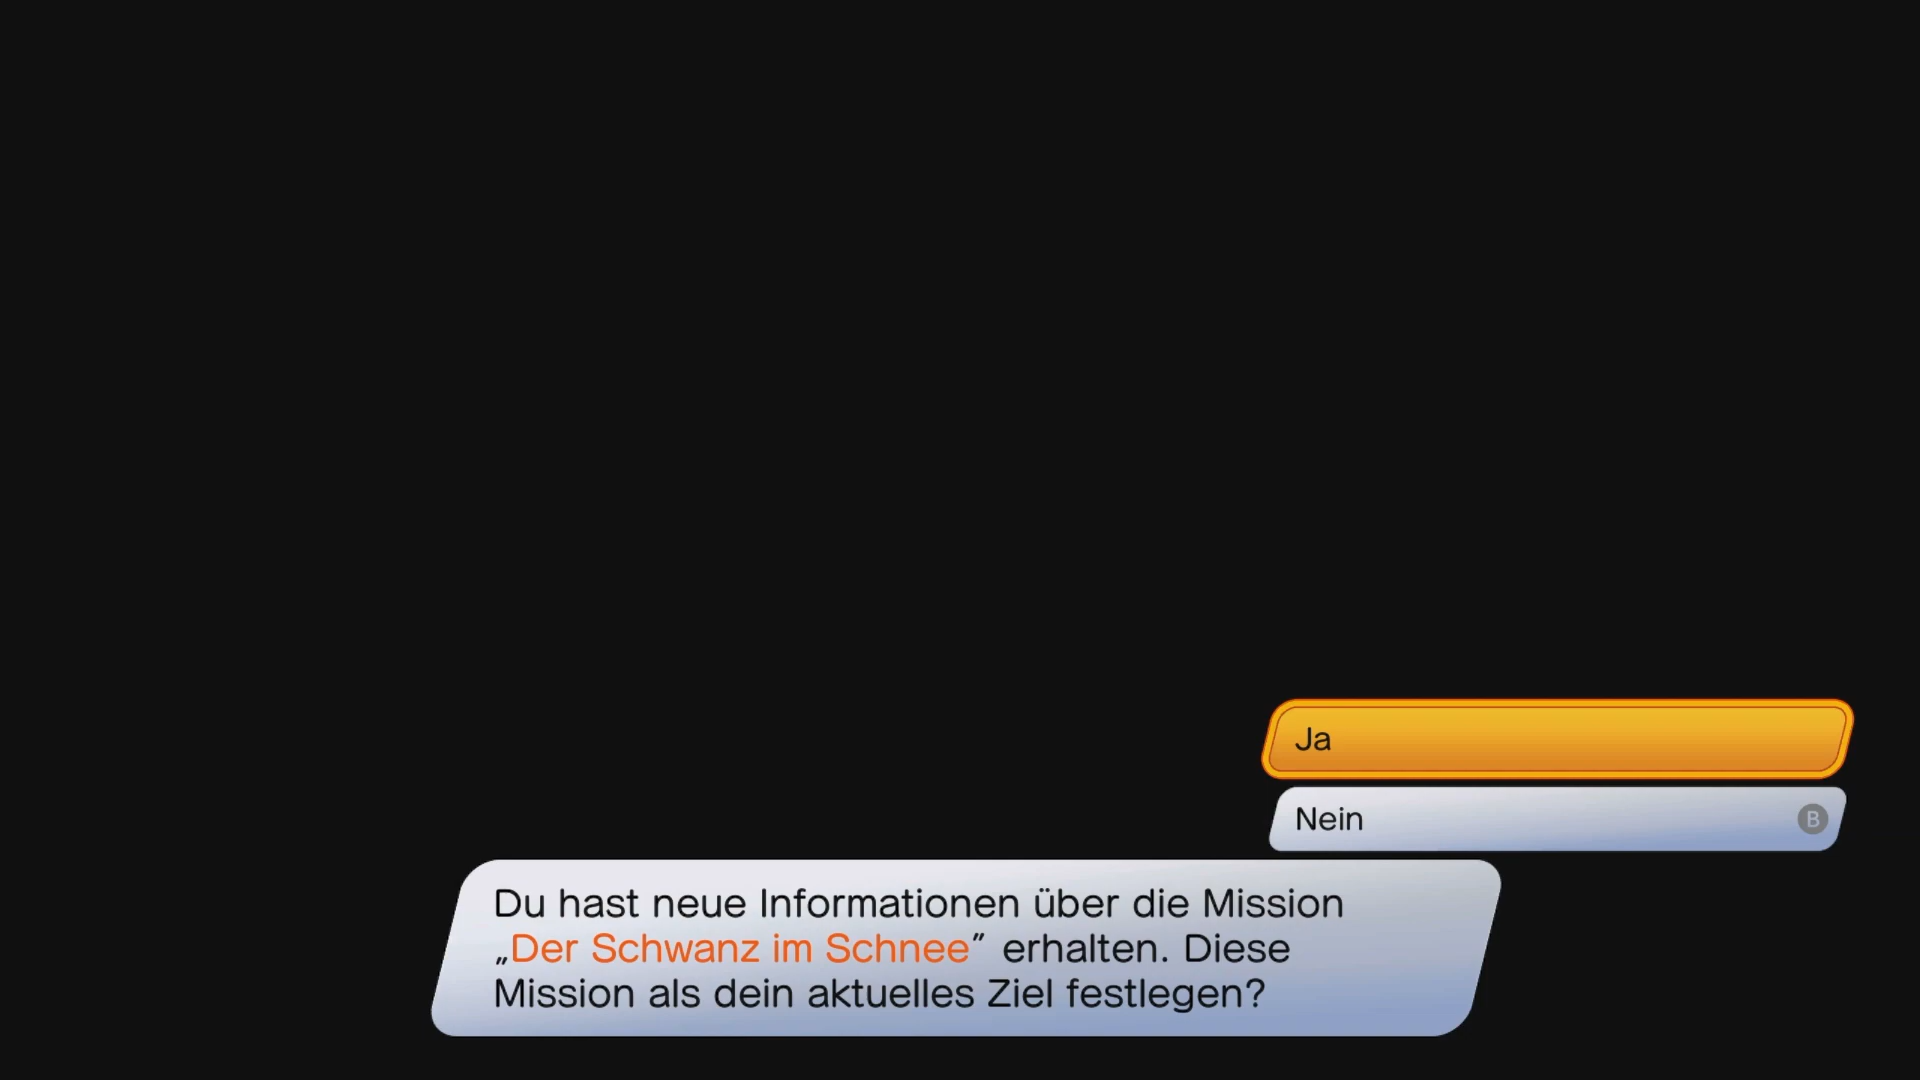 Ja
Nein
B
Du hast neue Informationen über die Mission
„Der Schwanz im Schnee” erhalten. Diese
Mission als dein aktuelles Ziel festlegen?